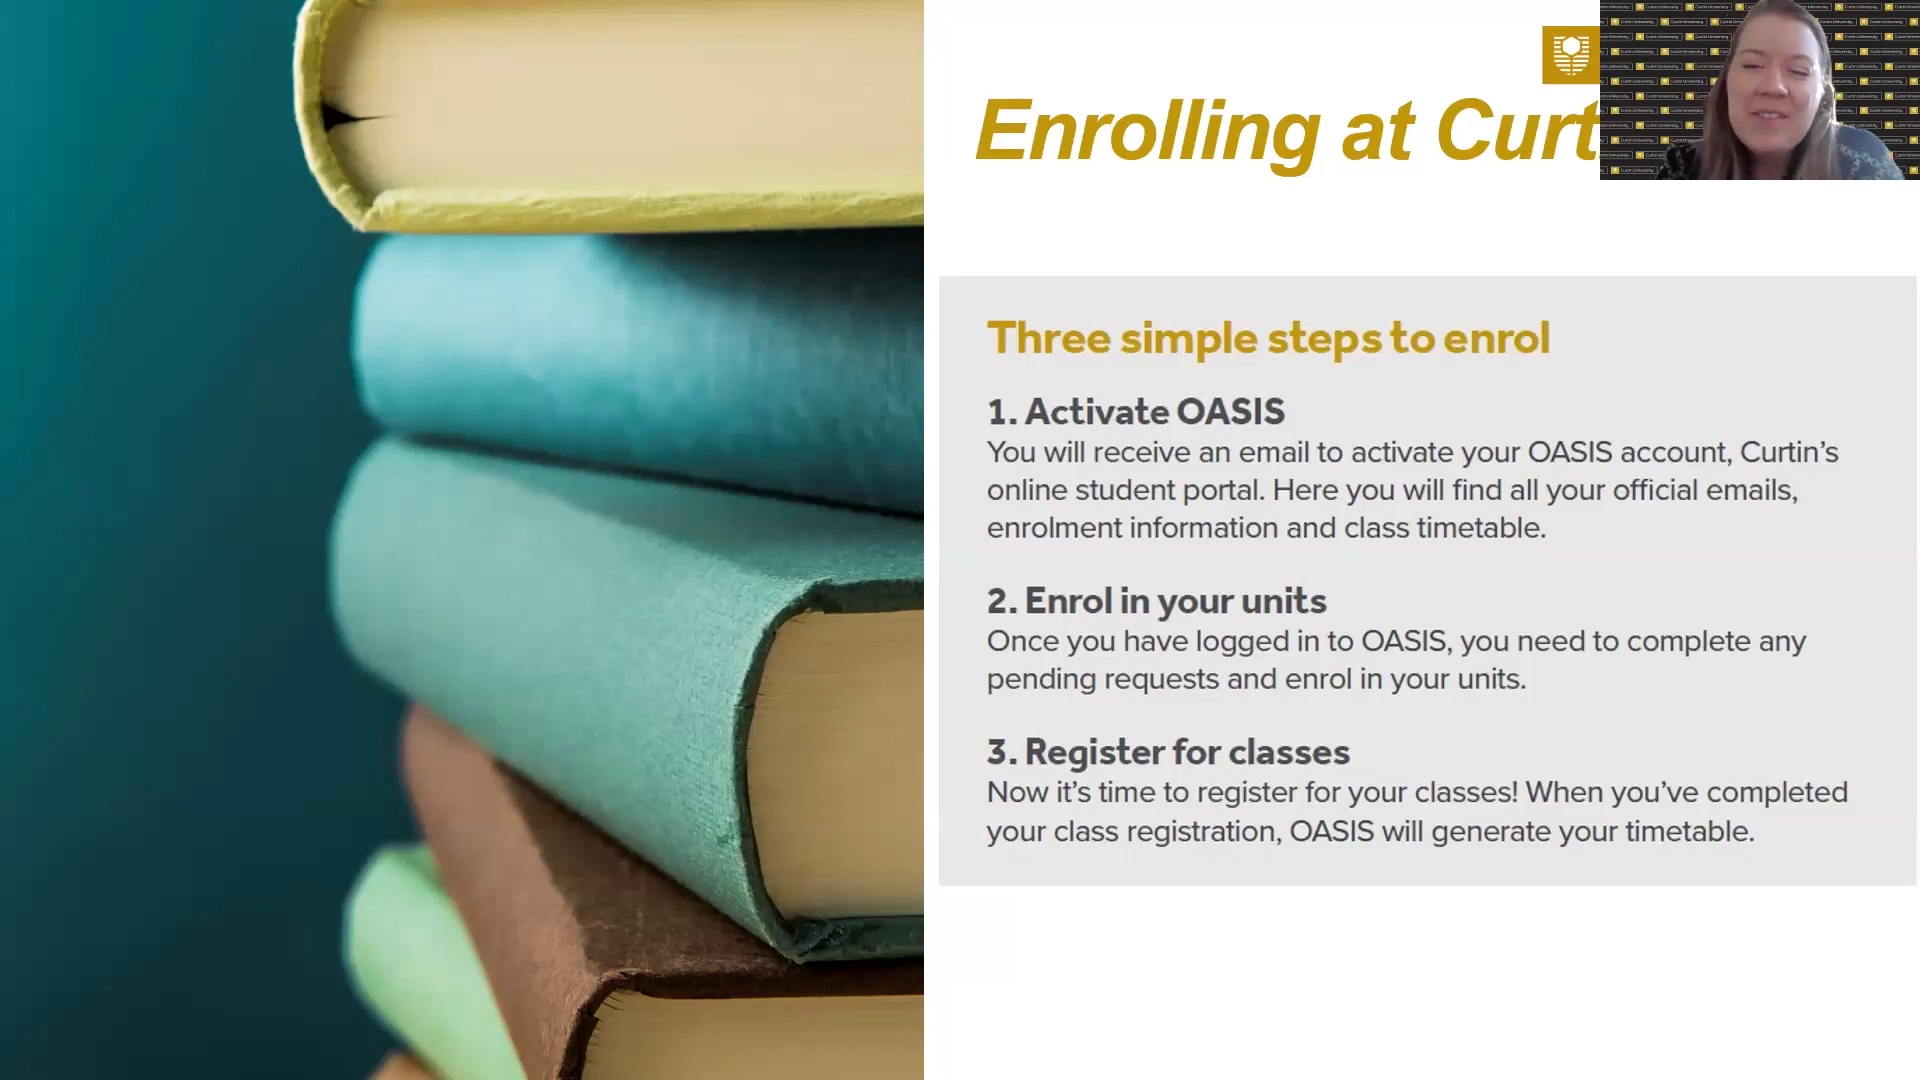 Enrolling at Curt
Curtin University
Three simple steps to enrol
1. Activate OASIS
You will receive an email to activate your OASIS account, Curtin’s
online student portal. Here you will find all your official emails,
enrolment information and class timetable.
2. Enrol in your units
Once you have logged in to OASIS, you need to complete any
pending requests and enrol in your units.
3. Register for classes
Now it’s time to register for your classes! When you’ve completed
your class registration, OASIS will generate your timetable.